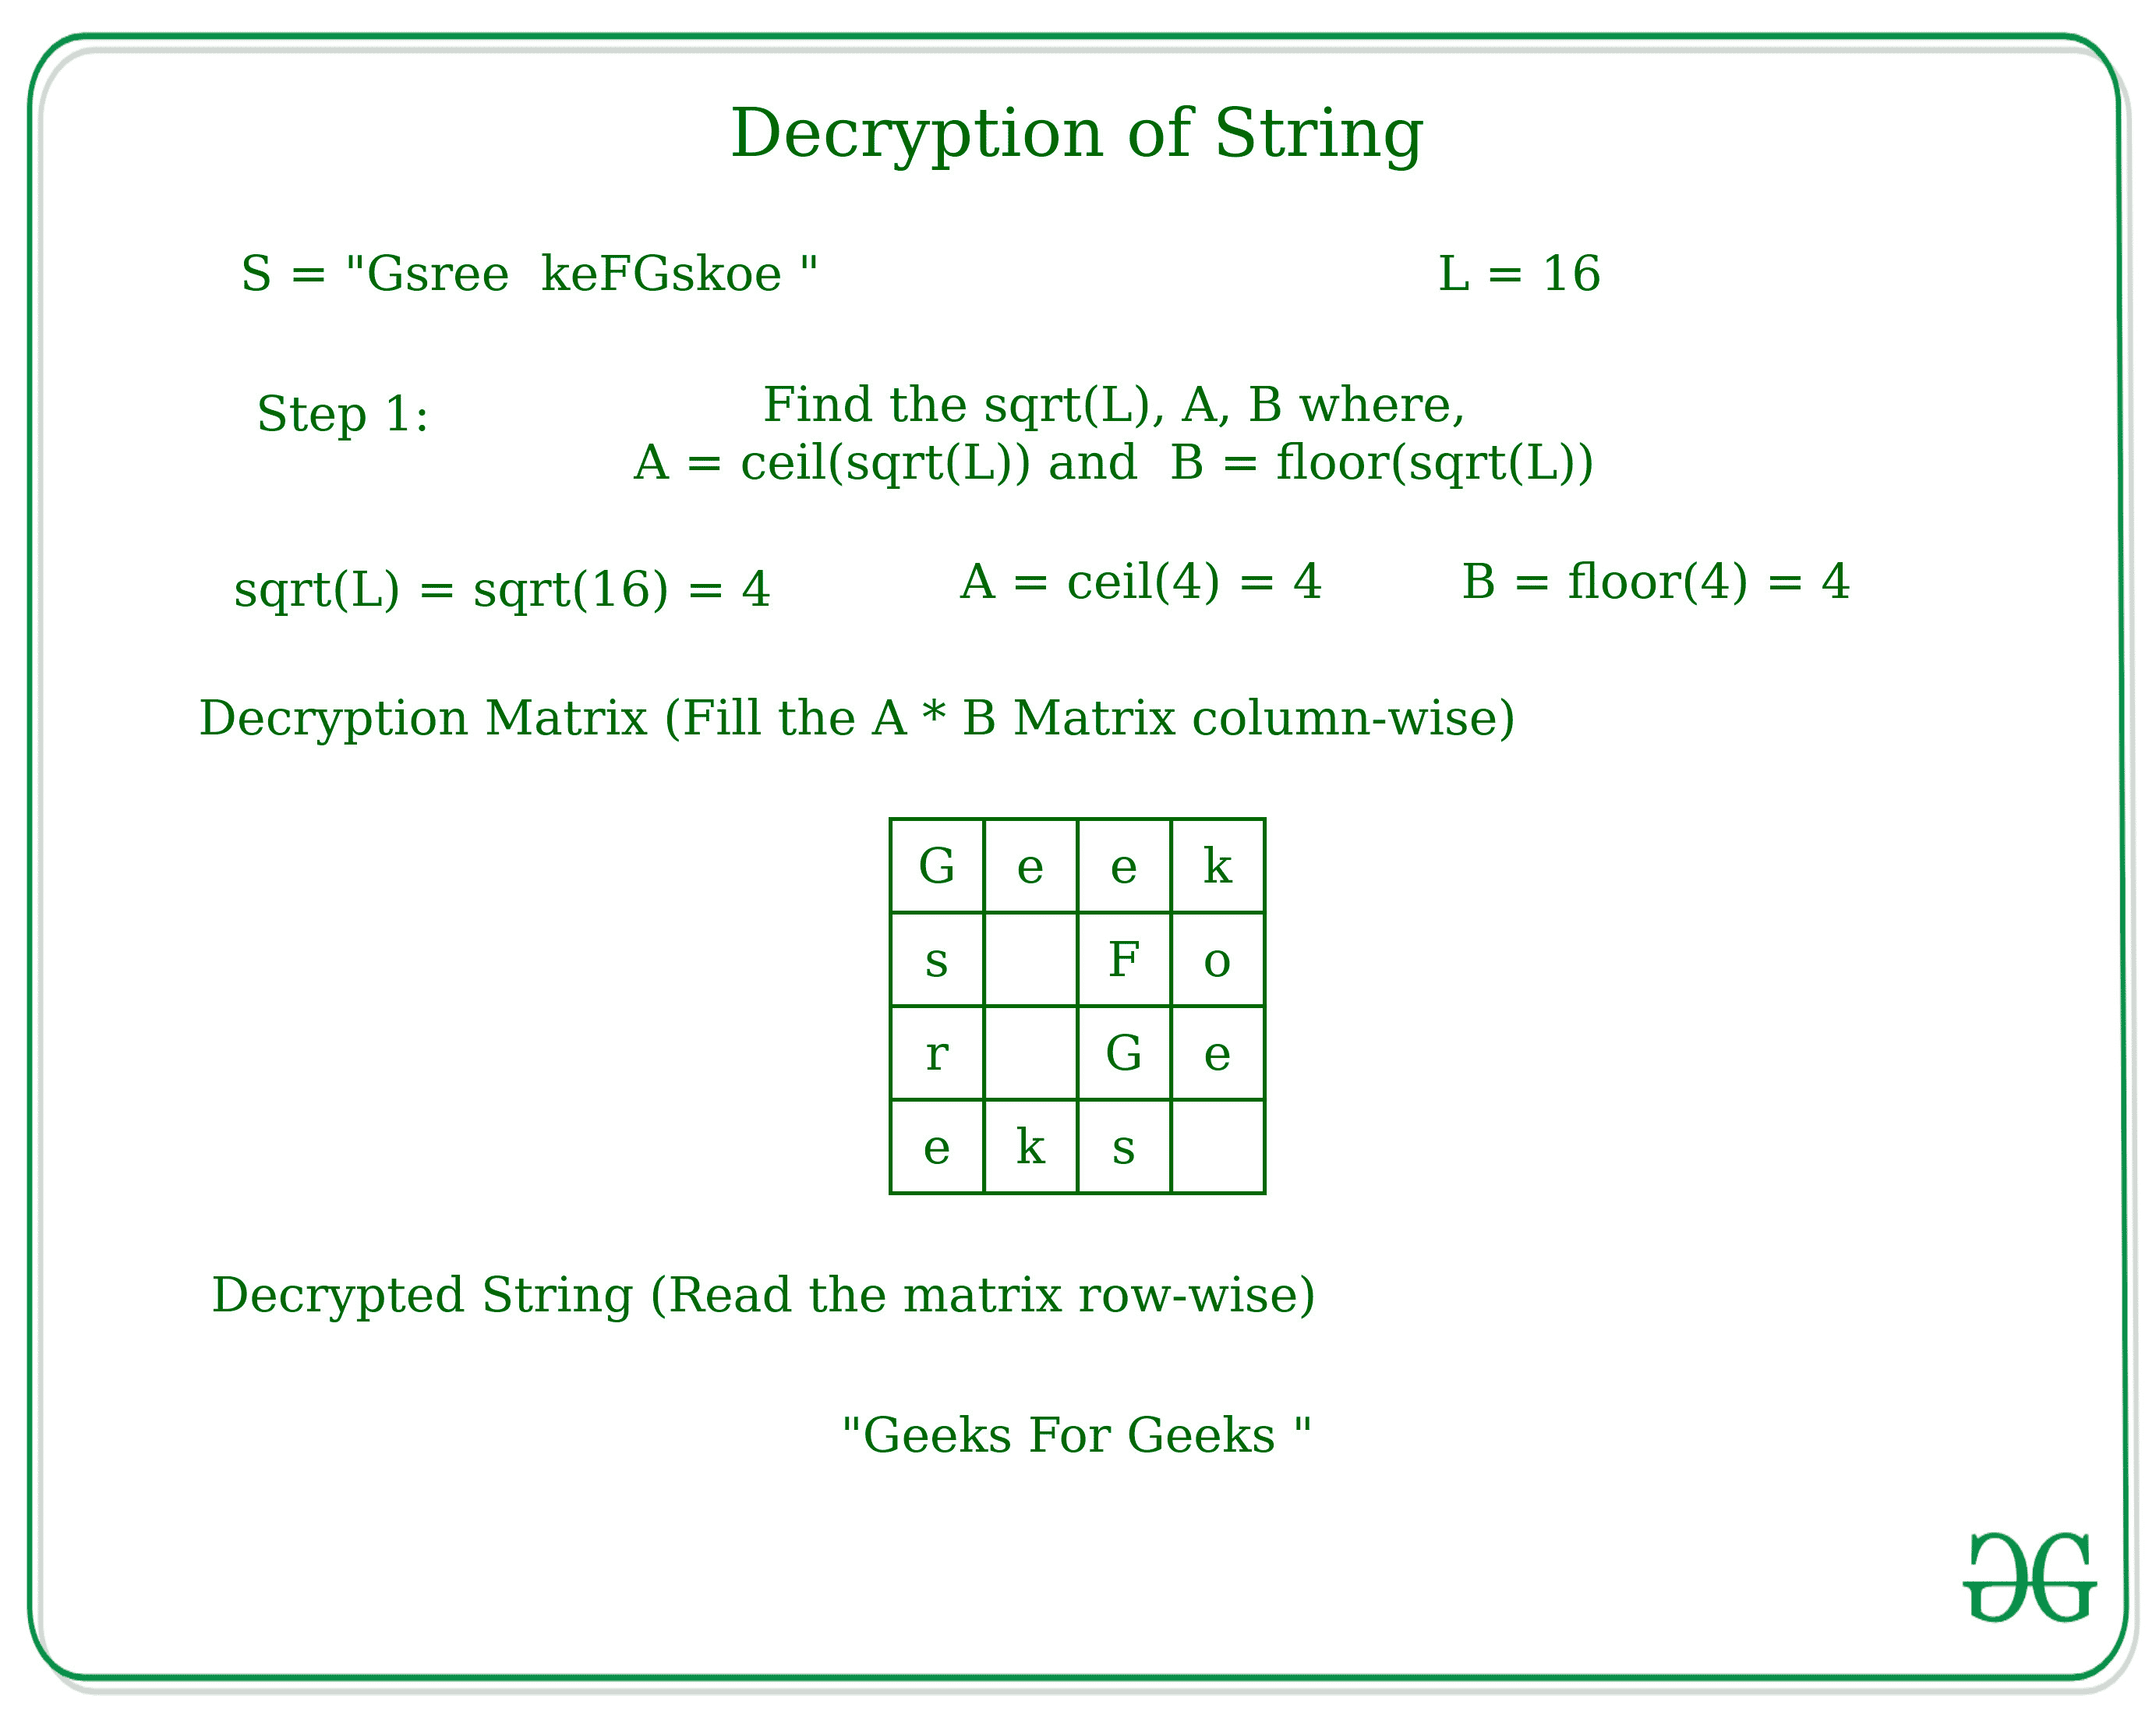 Decryption of String
S = "Gsree  keFGskoe "    L = 16
Step 1:    Find the sqrt(L), A, B where,
A = ceil(sqrt(L)) and  B = floor(sqrt(L))
sqrt(L) = sqrt(16) = 4    A = ceil(4) = 4    B = floor(4) = 4
Decryption Matrix (Fill the A * B Matrix column-wise)
G e e k
s   F o
r   G e
e k s
Decrypted String (Read the matrix row-wise)
"Geeks For Geeks "